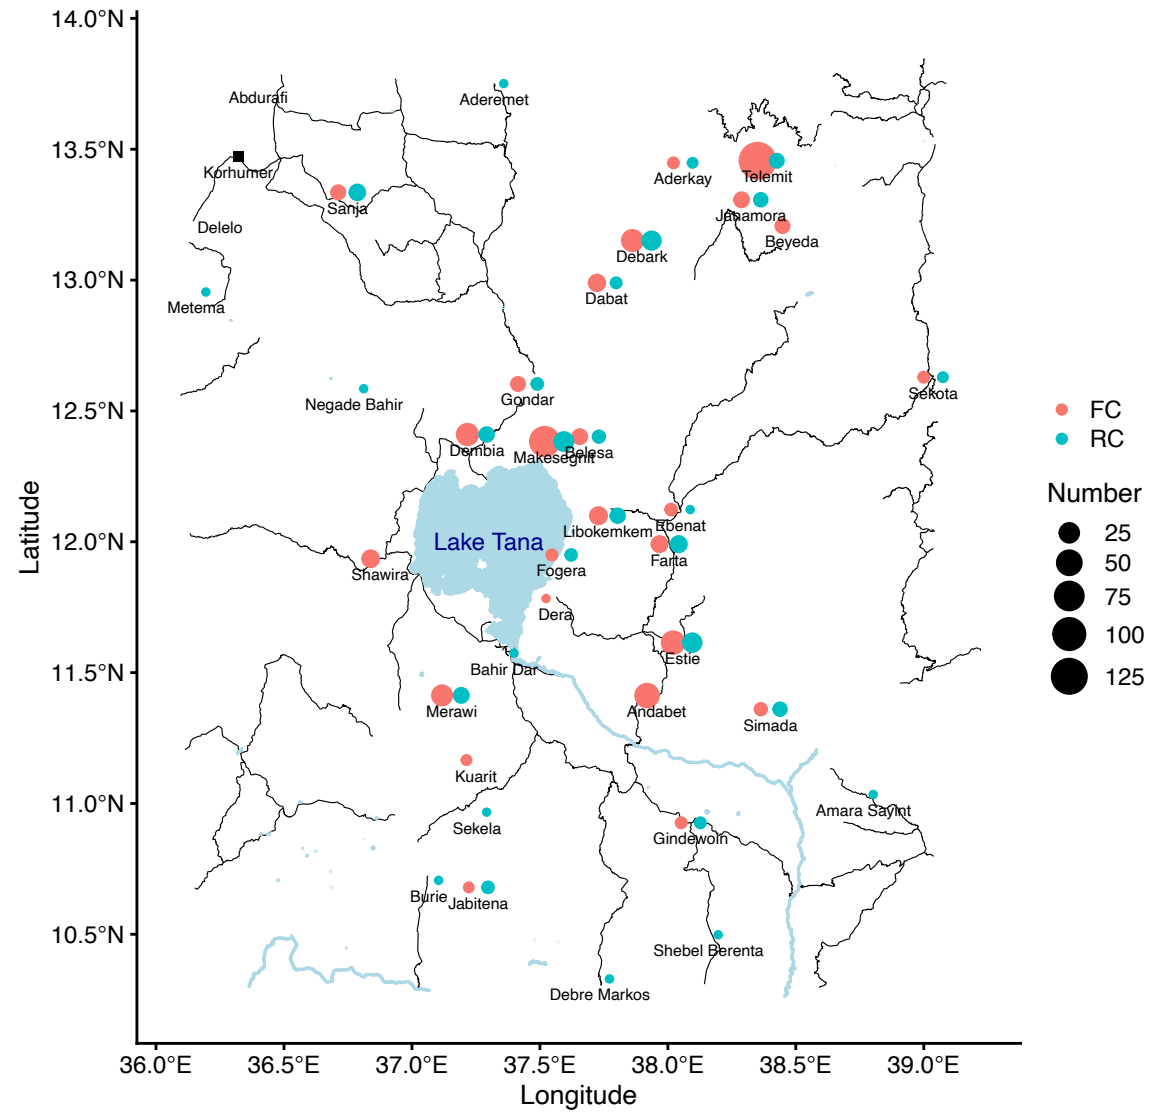 14.0°N
Abdurafi
Aderemet
13.5°N
Korhumer
Aderkay
Telemit
Sanja
Janamora
Delelo
Beyeda
Debark
13.0°N
Dabat
Metema
Negade Bahir
Gondar
Sekota
12.5°N
Dembia
Makesegnit
Belesa
FC
RC
Number
25
50
75
100
125
Libokemkem
Ebenat
12.0°N
Lake Tana
Farta
Shawira
Fogera
Dera
Latitude
Estie
Bahir Dar
11.5°N
Merawi
Andabet
Simada
Kuarit
11.0°N
Amara Sayint
Sekela
Gindewoin
Burie
Jabitena
10.5°N
Shebel Berenta
Debre Markos
36.0°E 36.5°E 37.0°E 37.5°E 38.0°E 38.5°E 39.0°E
Longitude